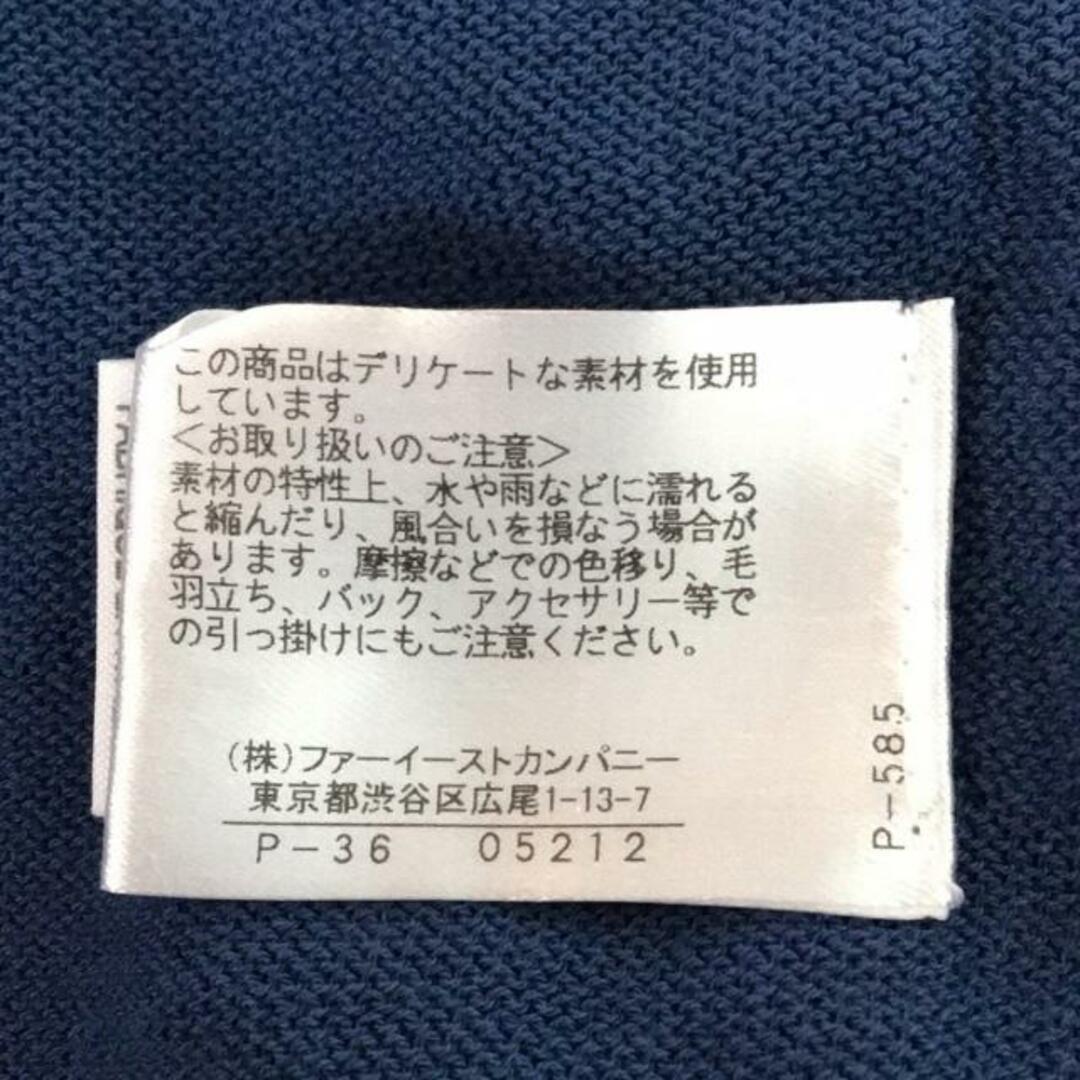 この商品はデリケートな素材を使用
しています。
＜お取り扱いのご注意＞
素材の特性上、水や雨などに濡れる
と縮んだり、風合いを損なう場合が
あります。摩擦などでの色移り、毛
羽立ち、バック、アクセサリー等で
の引っ掛けにもご注意ください。
(株)ファーイーストカンパニー
東京都渋谷区広尾1-13-7
P-36 05212
P-585